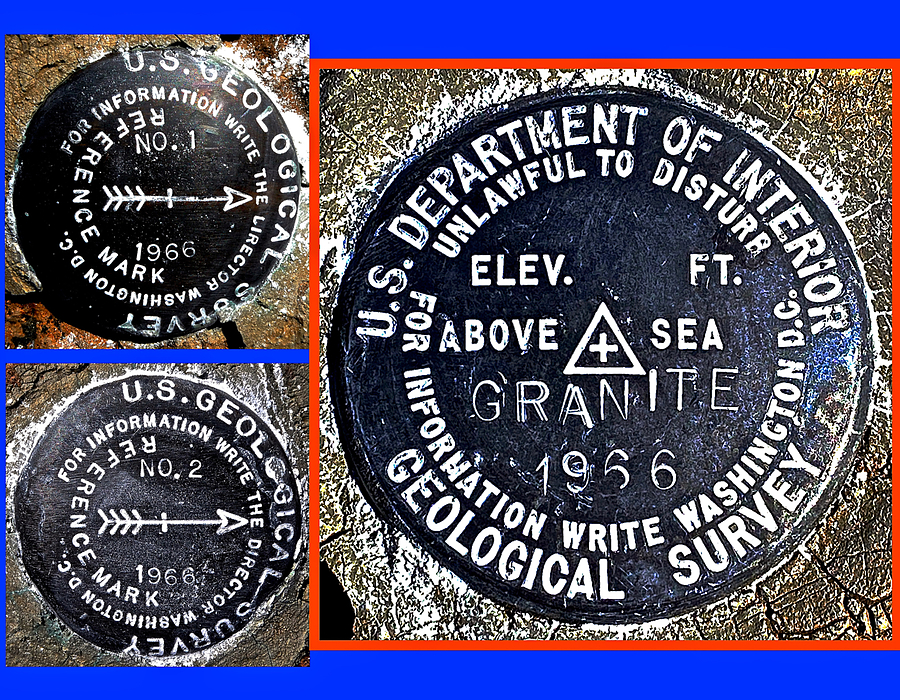 U.S. GEOLOGICAL SURVEY
FOR INFORMATION WRITE THE DIRECTOR WASHINGTON D.C.
REFERENCE MARK
NO. 1
1966
U.S. GEOLOGICAL SURVEY
FOR INFORMATION WRITE THE DIRECTOR WASHINGTON D.C.
REFERENCE MARK
NO. 2
1966
U.S. DEPARTMENT OF INTERIOR
UNLAWFUL TO DISTURB
ELEV. FT.
ABOVE SEA
GRANITE
1966
FOR INFORMATION WRITE WASHINGTON D.C.
GEOLOGICAL SURVEY